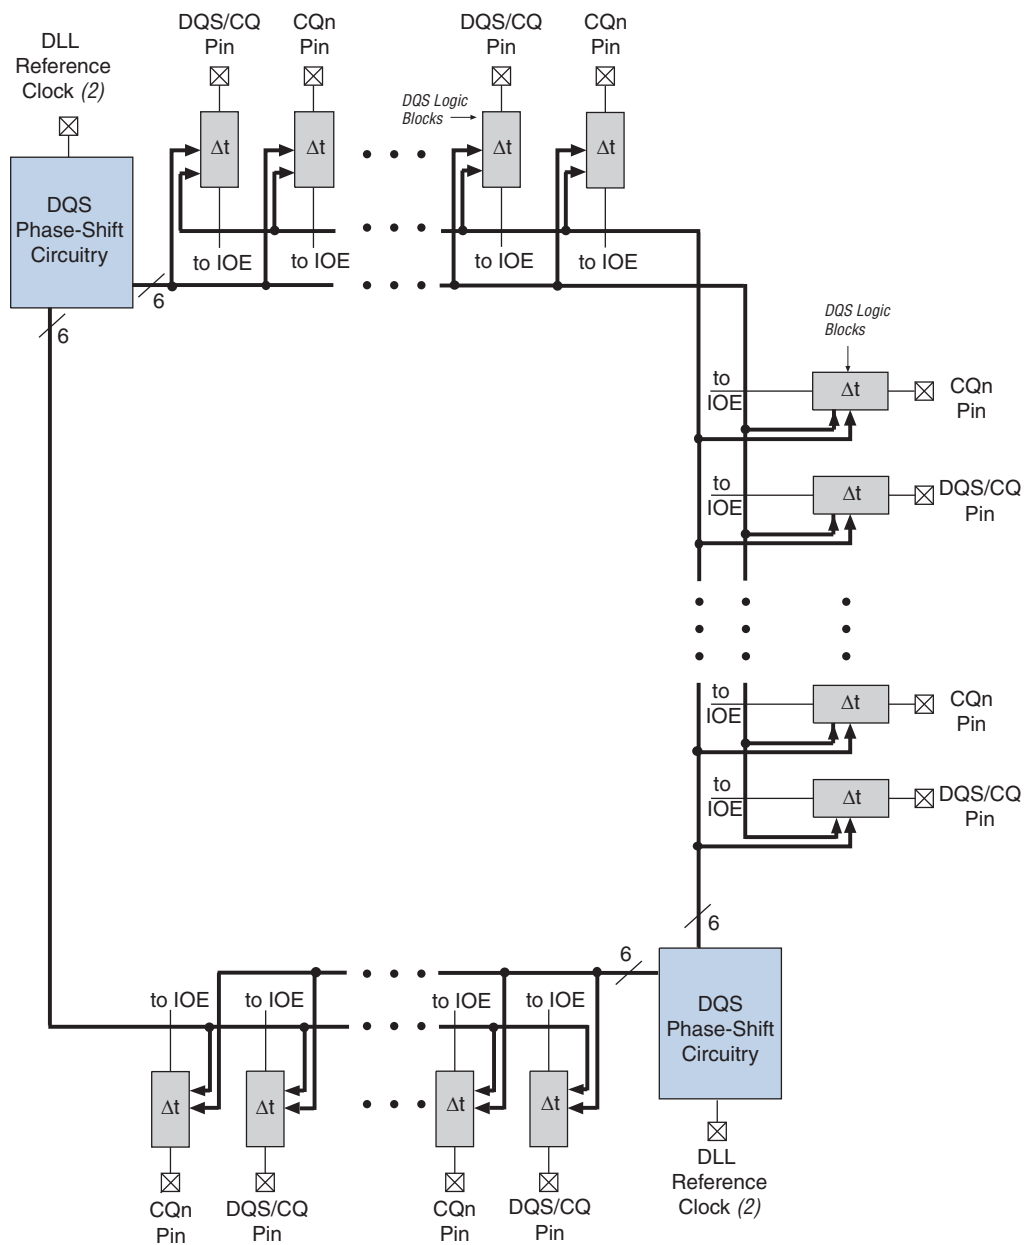 DLL
Reference
Clock (2)
DQS/CQ
Pin
CQn
Pin
DQS/CQ
Pin
CQn
Pin
DQS Logic
Blocks
Δt
Δt
Δt
Δt
DQS
Phase-Shift
Circuitry
to IOE
to IOE
to IOE
to IOE
6
6
DQS Logic
Blocks
to
IOE
Δt
CQn
Pin
to
IOE
Δt
DQS/CQ
Pin
to
IOE
Δt
CQn
Pin
to
IOE
Δt
DQS/CQ
Pin
6
6
DQS
Phase-Shift
Circuitry
to IOE
to IOE
to IOE
to IOE
Δt
Δt
Δt
Δt
CQn
Pin
DQS/CQ
Pin
CQn
Pin
DQS/CQ
Pin
DLL
Reference
Clock (2)